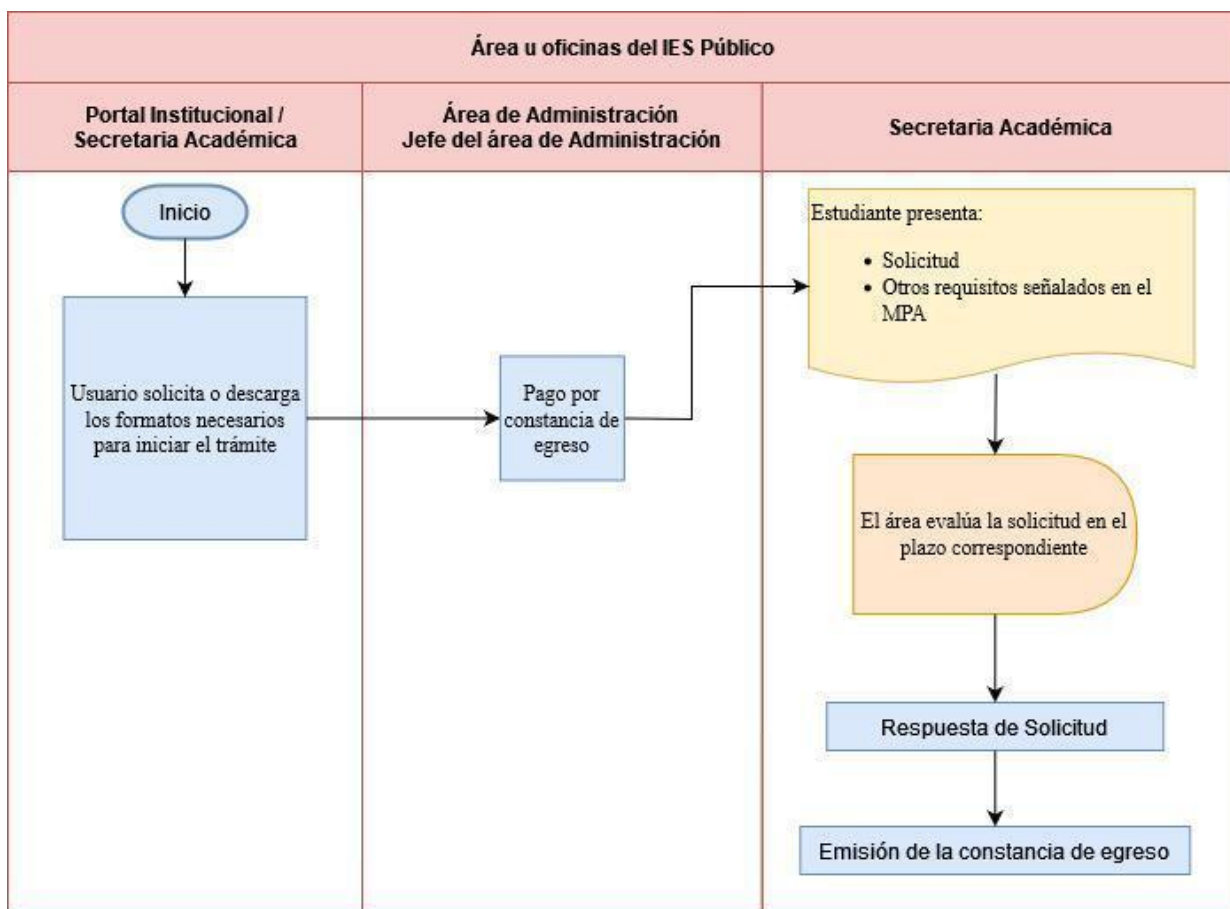 Área u oficinas del IES Público
Portal Institucional /
Secretaria Académica
Área de Administración
Jefe del área de Administración
Secretaria Académica
Inicio
Usuario solicita o descarga
los formatos necesarios
para iniciar el trámite
Pago por
constancia de
egreso
Estudiante presenta:
• Solicitud
• Otros requisitos señalados en el
MPA
El área evalúa la solicitud en el
plazo correspondiente
Respuesta de Solicitud
Emisión de la constancia de egreso